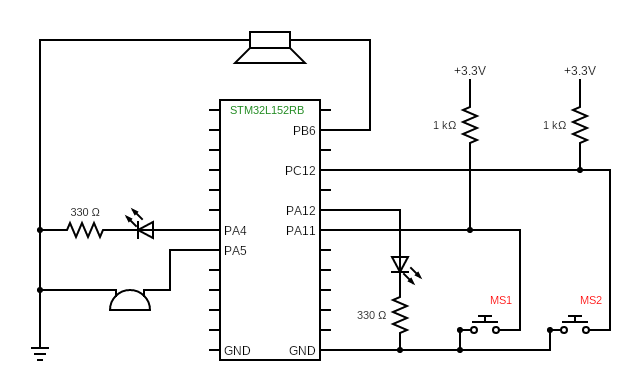 +3.3V
+3.3V
STM32L152RB
PB6
1 kΩ
1 kΩ
PC12
330 Ω
PA12
PA4
PA11
PA5
MS1
MS2
330 Ω
GND
GND